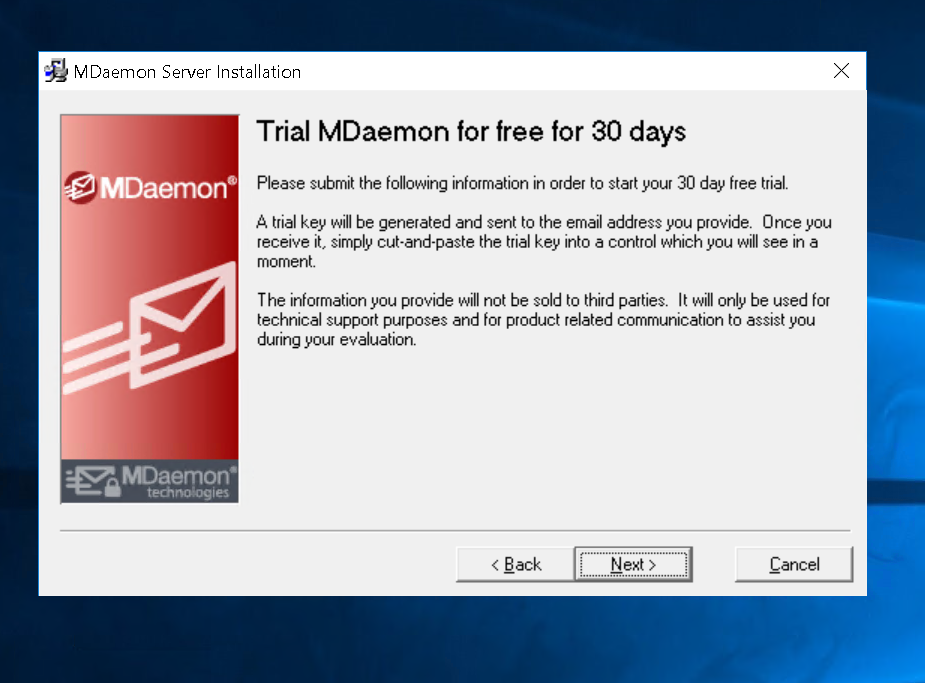 MDaemon Server Installation
Trial MDaemon for free for 30 days
MDaemon®
Please submit the following information in order to start your 30 day free trial.
A trial key will be generated and sent to the email address you provide.  Once you
receive it, simply cut-and-paste the trial key into a control which you will see in a
moment.
The information you provide will not be sold to third parties.  It will only be used for
technical support purposes and for product related communication to assist you
during your evaluation.
MDaemon®
technologies
< Back
Next >
Cancel